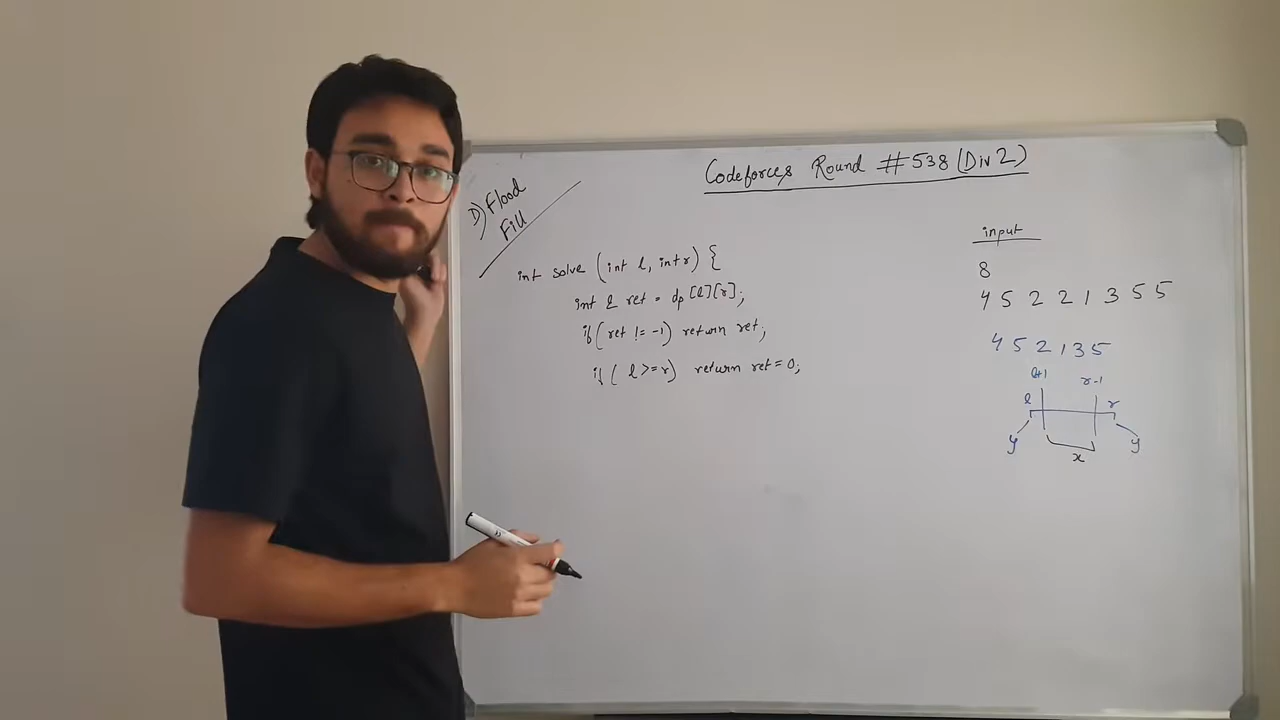 Codeforces Round #538 (Div 2)
D) Flood
Fill
int solve (int l, int r) {
int & ret = dp[l][r];
if( ret != -1) return ret;
if( l >= r) return ret = 0;
input
8
4 5 2 2 1 3 5 5
4 5 2 1 3 5
l+1 r-1
l r
y y
x